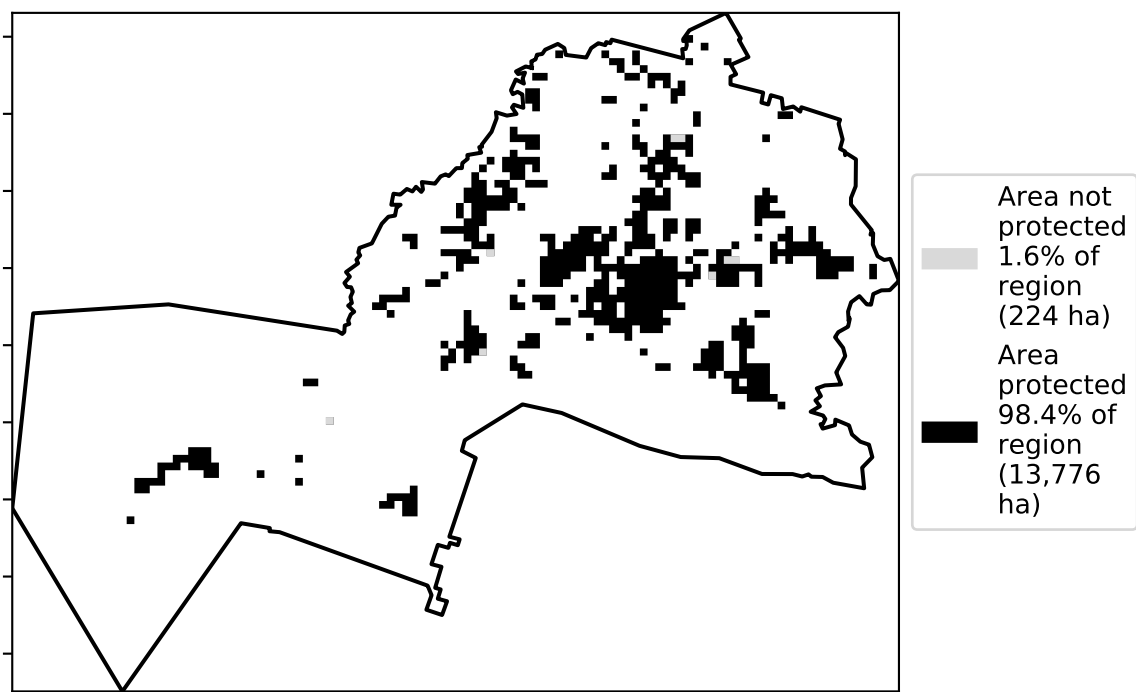 Area not
protected
1.6% of
region
(224 ha)
Area
protected
98.4% of
region
(13,776
ha)